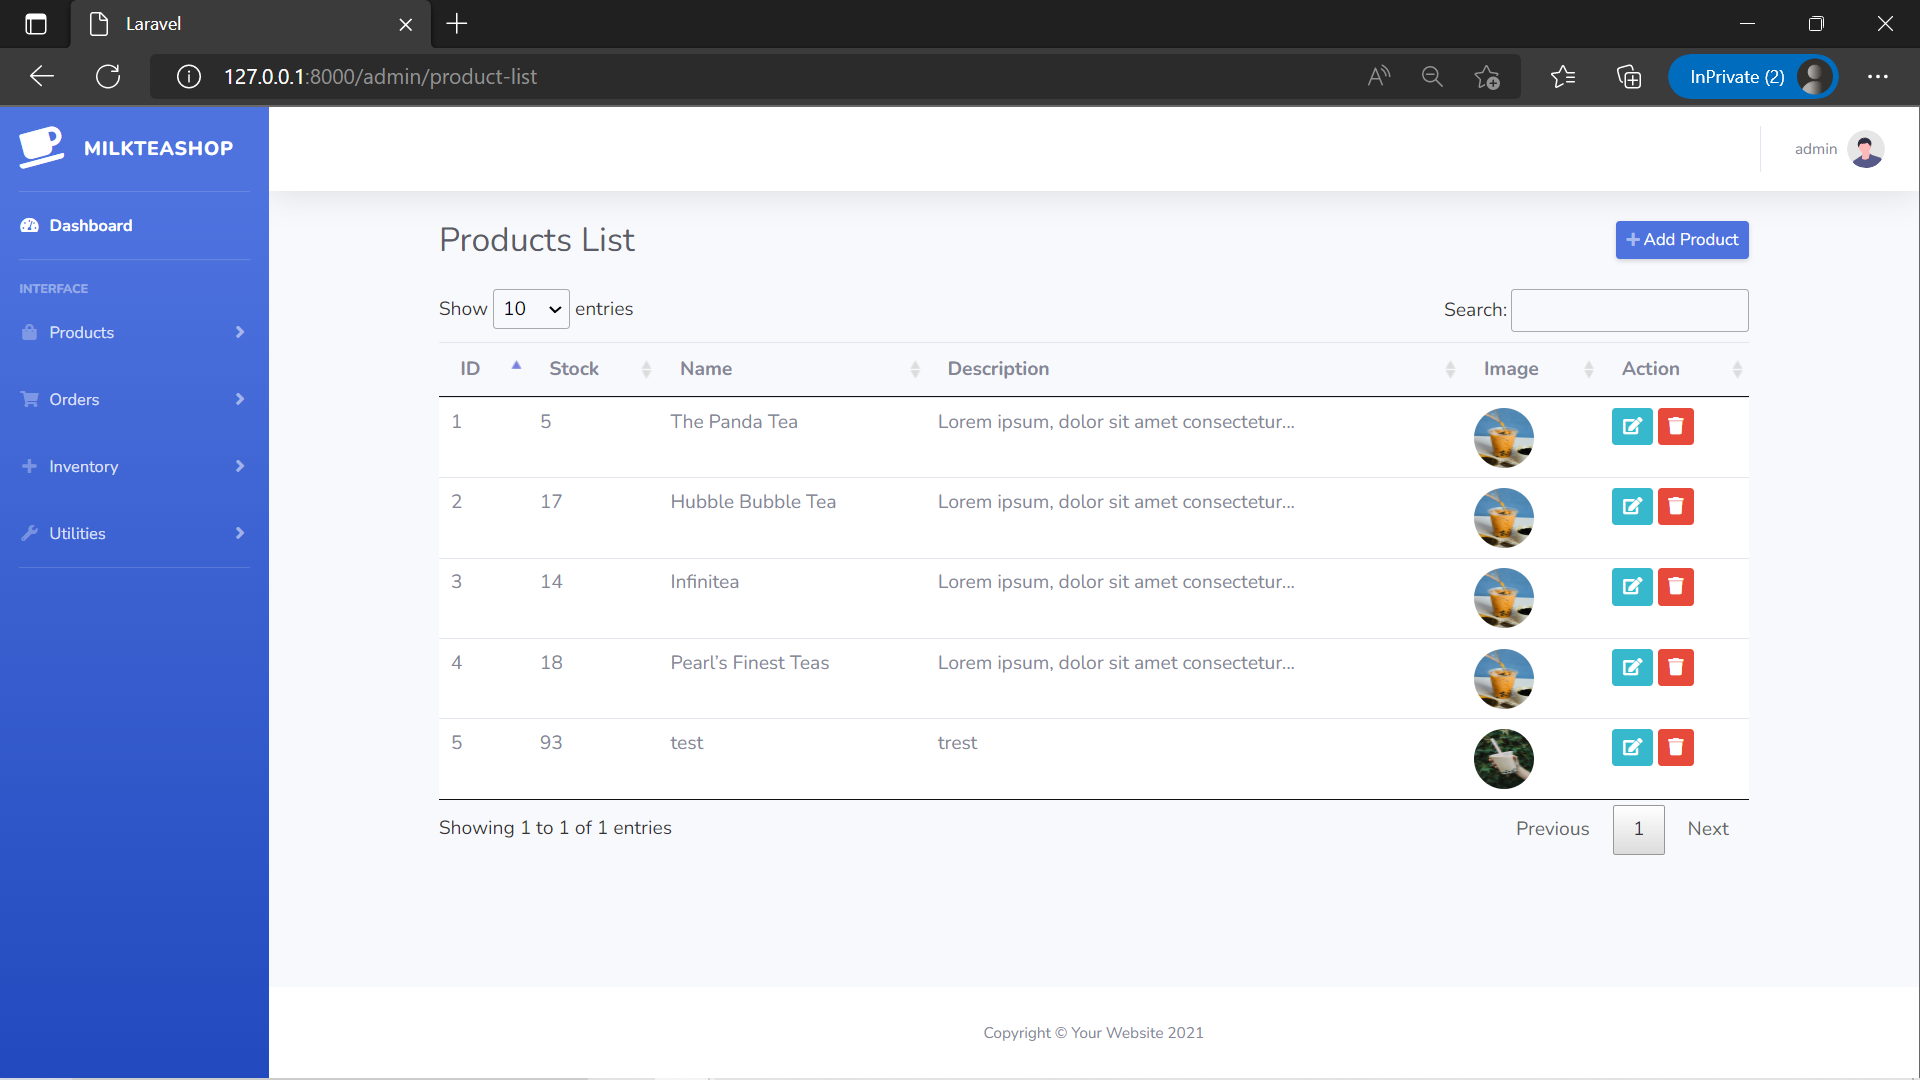 Laravel
127.0.0.1:8000/admin/product-list
InPrivate (2)
MILKTEASHOP
admin
Dashboard
INTERFACE
Products
Orders
Inventory
Utilities
Products List
Add Product
Show 10 entries
Search:
ID Stock Name Description Image Action
1 5 The Panda Tea Lorem ipsum, dolor sit amet consectetur...
2 17 Hubble Bubble Tea Lorem ipsum, dolor sit amet consectetur...
3 14 Infinitea Lorem ipsum, dolor sit amet consectetur...
4 18 Pearl's Finest Teas Lorem ipsum, dolor sit amet consectetur...
5 93 test trest
Showing 1 to 1 of 1 entries
Previous 1 Next
Copyright © Your Website 2021